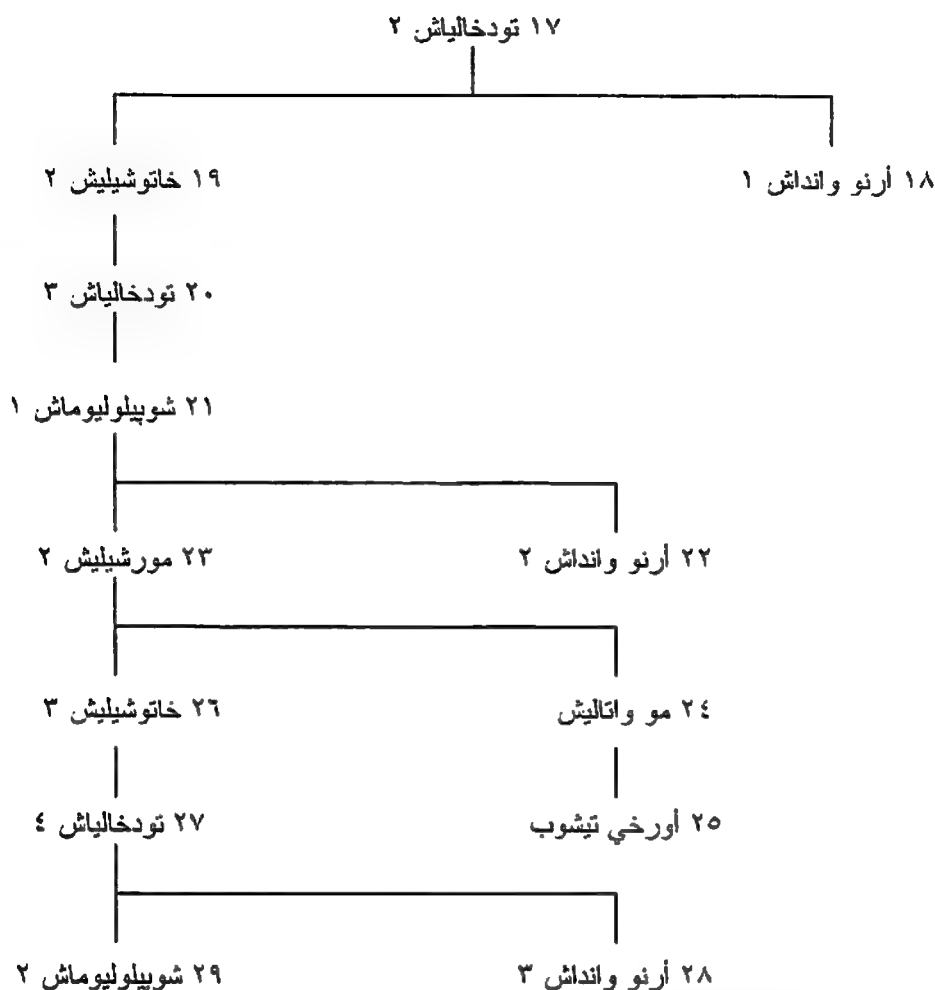 ١٧ تودخالياش ٢
١٨ أرنو وانداش ١
١٩ خاتوشيليش ٢
٢٠ تودخالياش ٣
٢١ شوبيلوليوماش ١
٢٢ أرنو وانداش ٢
٢٣ مورشيليش ٢
٢٤ مو واتاليش
٢٦ خاتوشيليش ٣
٢٥ أورخي تيشوب
٢٧ تودخالياش ٤
٢٨ أرنو وانداش ٣
٢٩ شوبيلوليوماش ٢